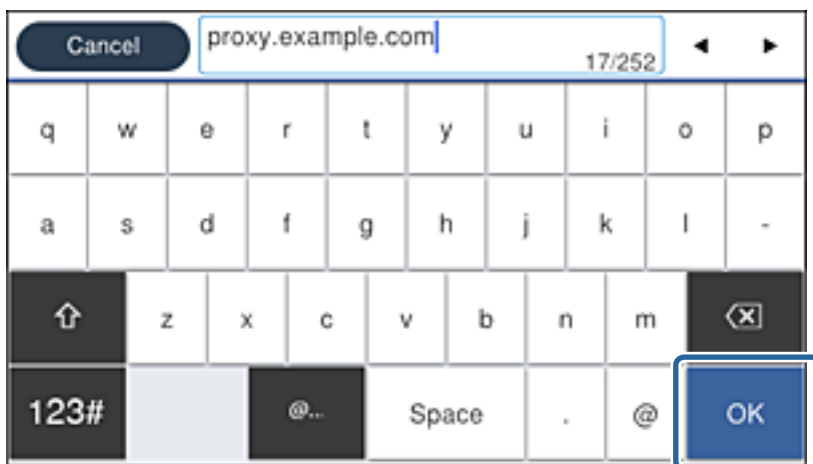 Cancel proxy.example.com
17/252 ◄ ►
q w e r t y u i o p
a s d f g h j k l -
z x c v b n m
123# @... Space . @ OK